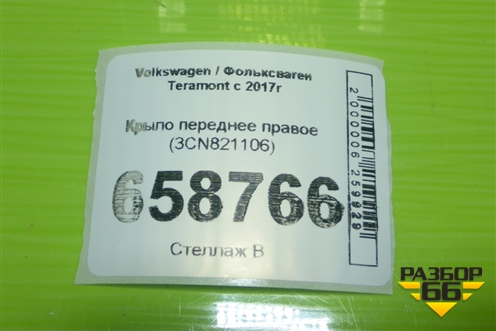 Volkswagen / Фольксваген
Teramont с 2017г
Крыло переднее правое
(3CN821106)
658766
Стеллаж В
2000006259929
РАЗБОР
66